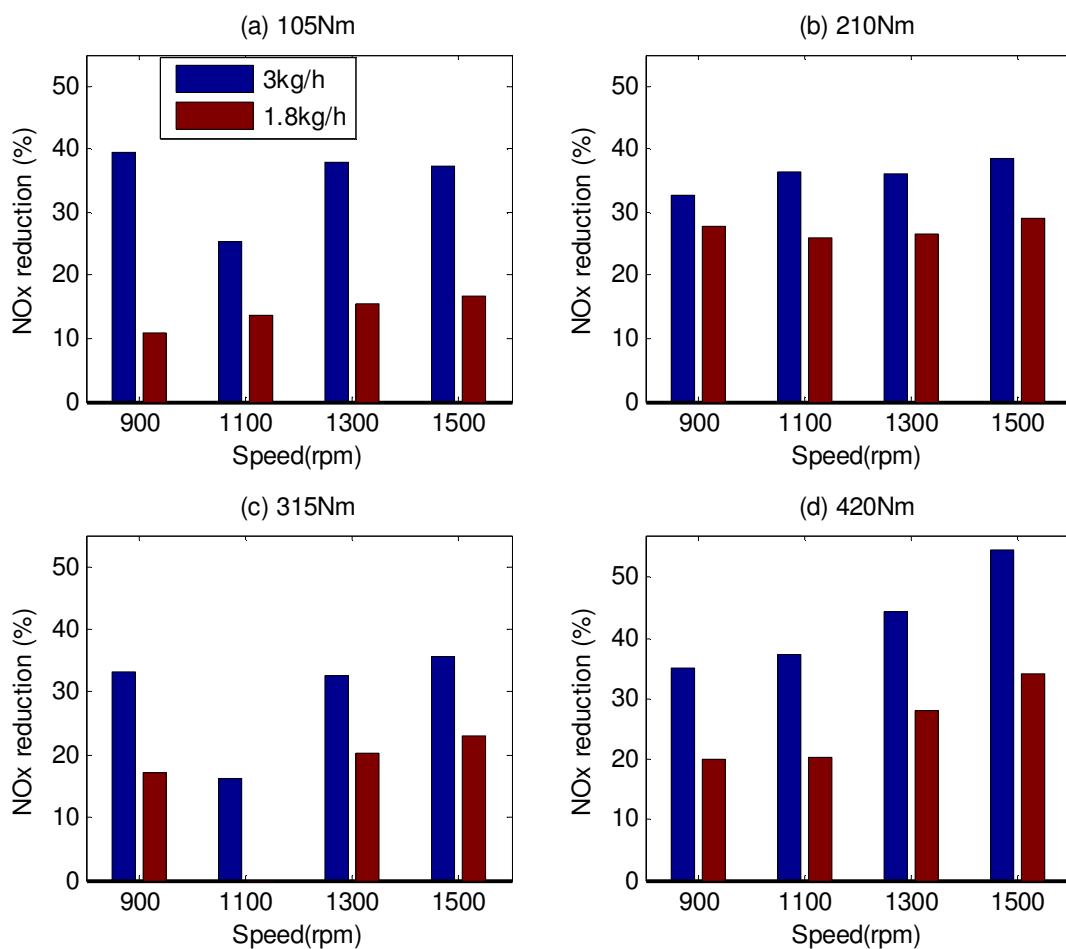 (a) 105Nm
50
40
30
20
10
0
NOx reduction (%)
3kg/h
1.8kg/h
900 1100 1300 1500
Speed(rpm)
(b) 210Nm
50
40
30
20
10
0
NOx reduction (%)
900 1100 1300 1500
Speed(rpm)
(c) 315Nm
50
40
30
20
10
0
NOx reduction (%)
900 1100 1300 1500
Speed(rpm)
(d) 420Nm
50
40
30
20
10
0
NOx reduction (%)
900 1100 1300 1500
Speed(rpm)